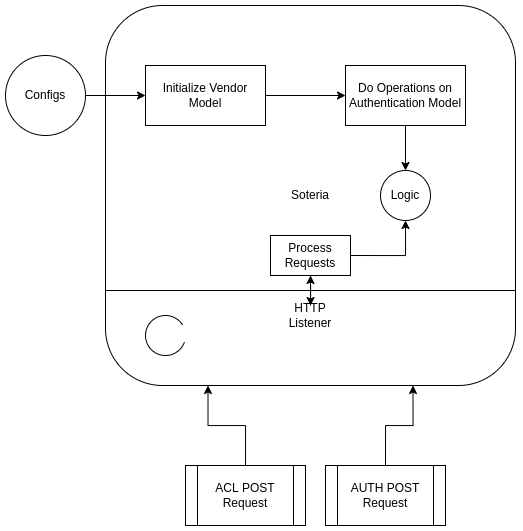 Configs
Initialize Vendor
Model
Do Operations on
Authentication Model
Soteria
Logic
Process
Requests
HTTP
Listener
ACL POST
Request
AUTH POST
Request